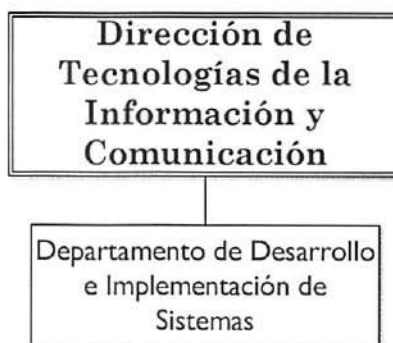 Dirección de
Tecnologías de la
Información y
Comunicación
Departamento de Desarrollo
e Implementación de
Sistemas